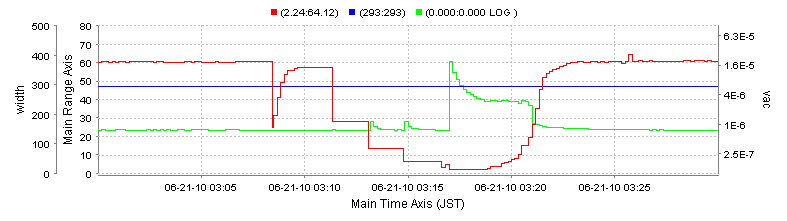 (2.24:64.12) (293:293) (0.000:0.000 LOG )
width
500
400
300
200
100
0
Main Range Axis
80
70
60
50
40
30
20
10
0
6.3E-5
1.6E-5
4E-6
1E-6
2.5E-7
vac
06-21-10 03:05 06-21-10 03:10 06-21-10 03:15 06-21-10 03:20 06-21-10 03:25
Main Time Axis (JST)